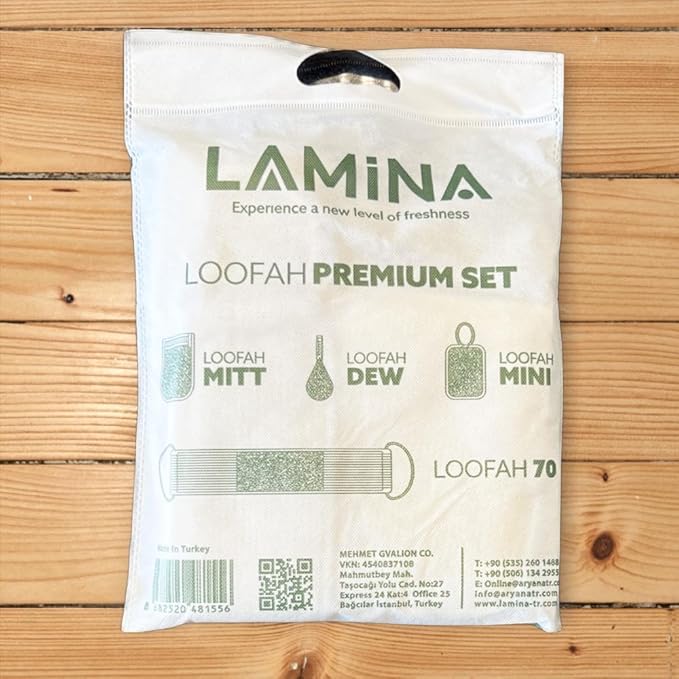 LAMiNA
Experience a new level of freshness
LOOFAH PREMIUM SET
LOOFAH
MITT
LOOFAH
DEW
LOOFAH
MINI
LOOFAH 70
Made In Turkey
82520 481556
MEHMET GVALION CO.
VKN: 4540837108
Mahmutbey Mah.
Taşocağı Yolu Cad. No:27
Express 24 Kat:4 Office 25
Bağcılar İstanbul, Turkey
T: +90 (535) 260 1468
T: +90 (506) 134 2955
E: Online@aryanatr.co
info@aryanatr.com
www.lamina-tr.com